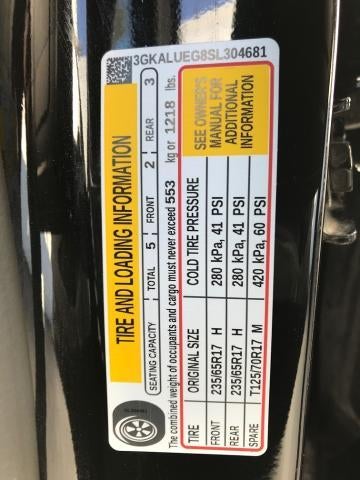 3GKALUEG8SL304681
TIRE AND LOADING INFORMATION
SEATING CAPACITY TOTAL 5 FRONT 2 REAR 3
The combined weight of occupants and cargo must never exceed 553 kg or 1218 lbs.
TIRE ORIGINAL SIZE COLD TIRE PRESSURE
FRONT 235/65R17 H 280 kPa, 41 PSI
REAR 235/65R17 H 280 kPa, 41 PSI
SPARE T125/70R17 M 420 kPa, 60 PSI
SEE OWNER'S
MANUAL FOR
ADDITIONAL
INFORMATION